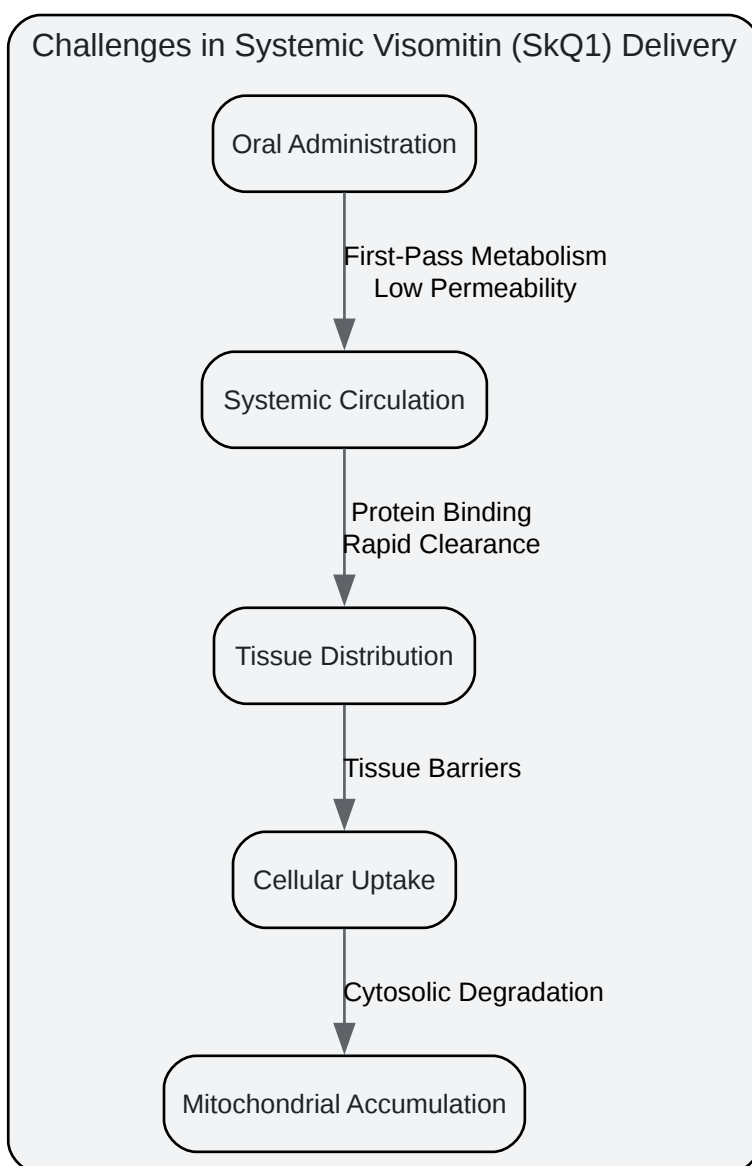 Challenges in Systemic Visomitin (SkQ1) Delivery
Oral Administration
First-Pass Metabolism
Low Permeability
Systemic Circulation
Protein Binding
Rapid Clearance
Tissue Distribution
Tissue Barriers
Cellular Uptake
Cytosolic Degradation
Mitochondrial Accumulation